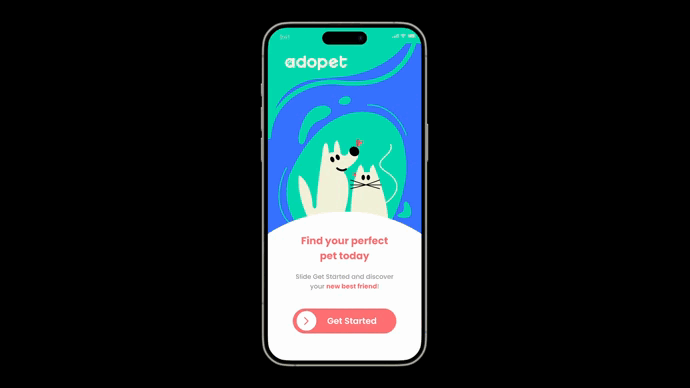 9:41
adopet
Find your perfect
pet today
Slide Get Started and discover
your new best friend!
Get Started